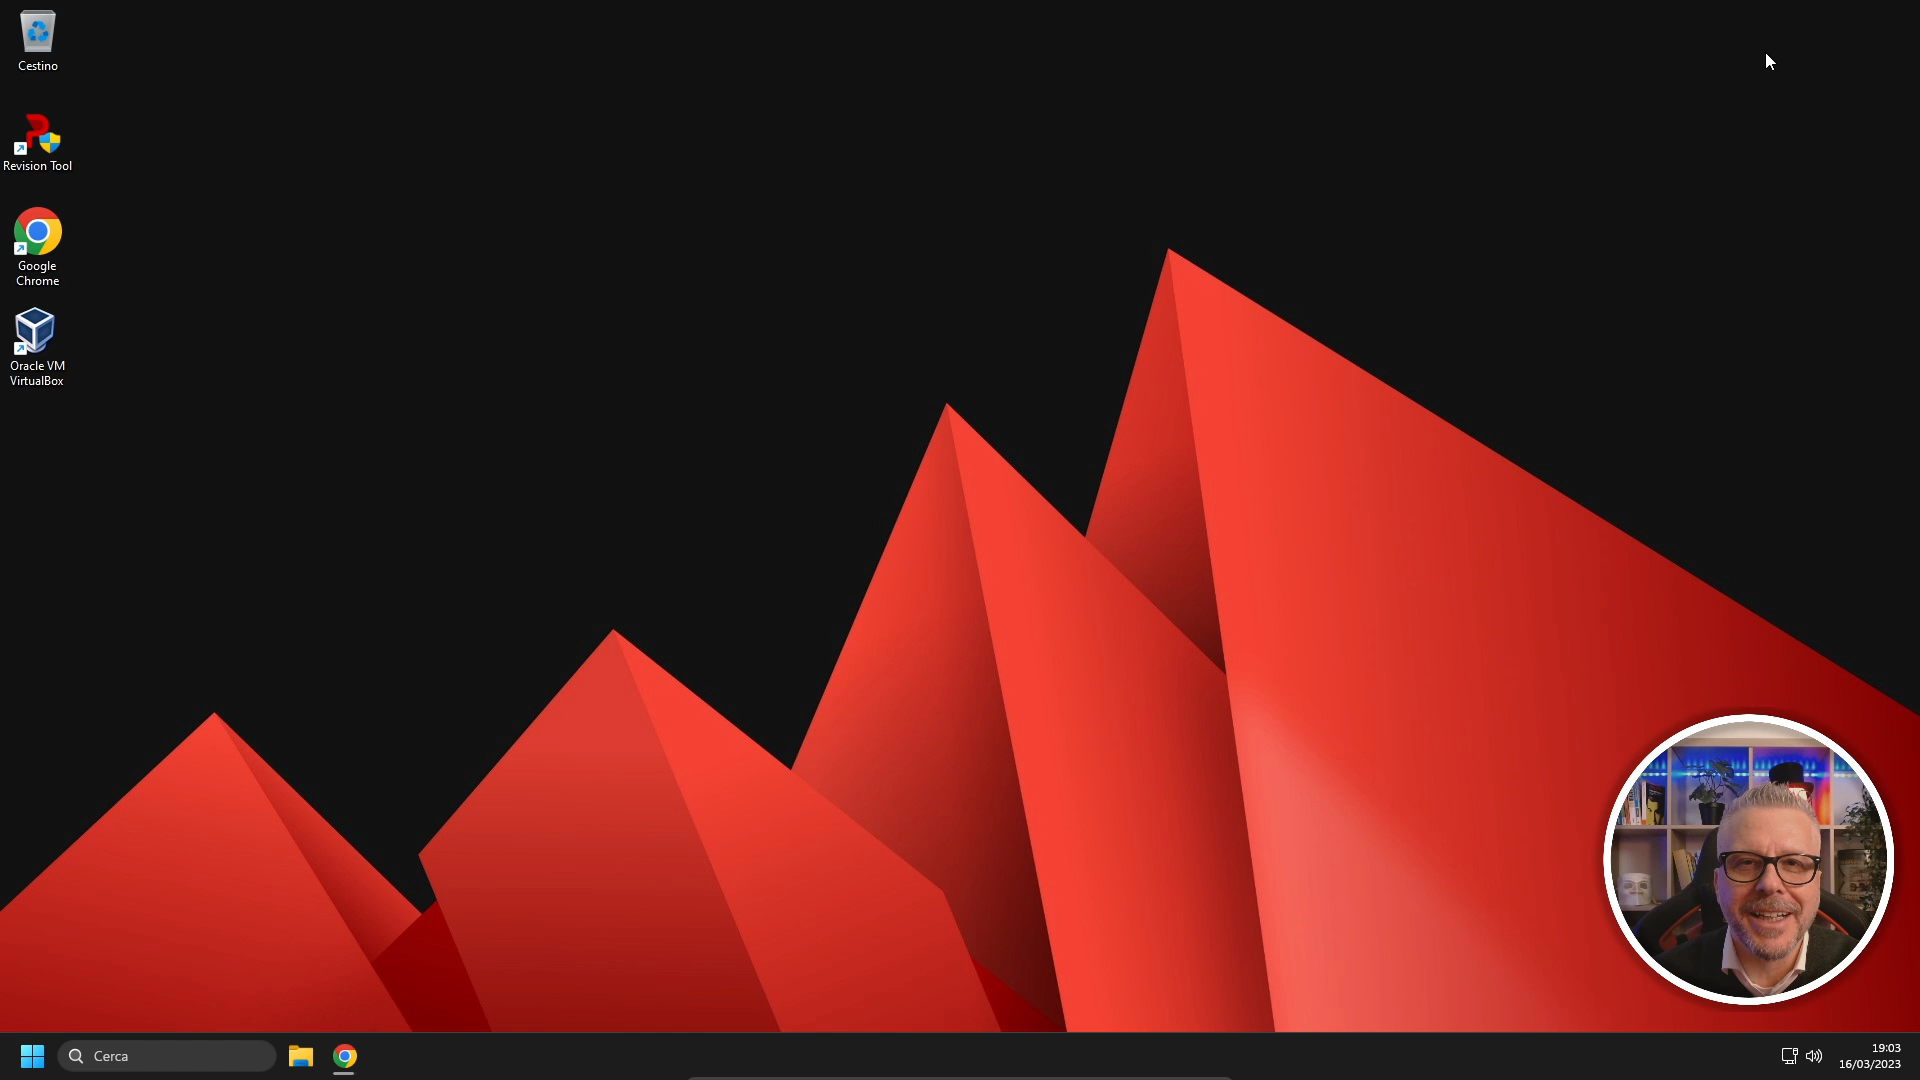 Cestino
Revision Tool
Google
Chrome
Oracle VM
VirtualBox
Cerca
19:03
16/03/2023